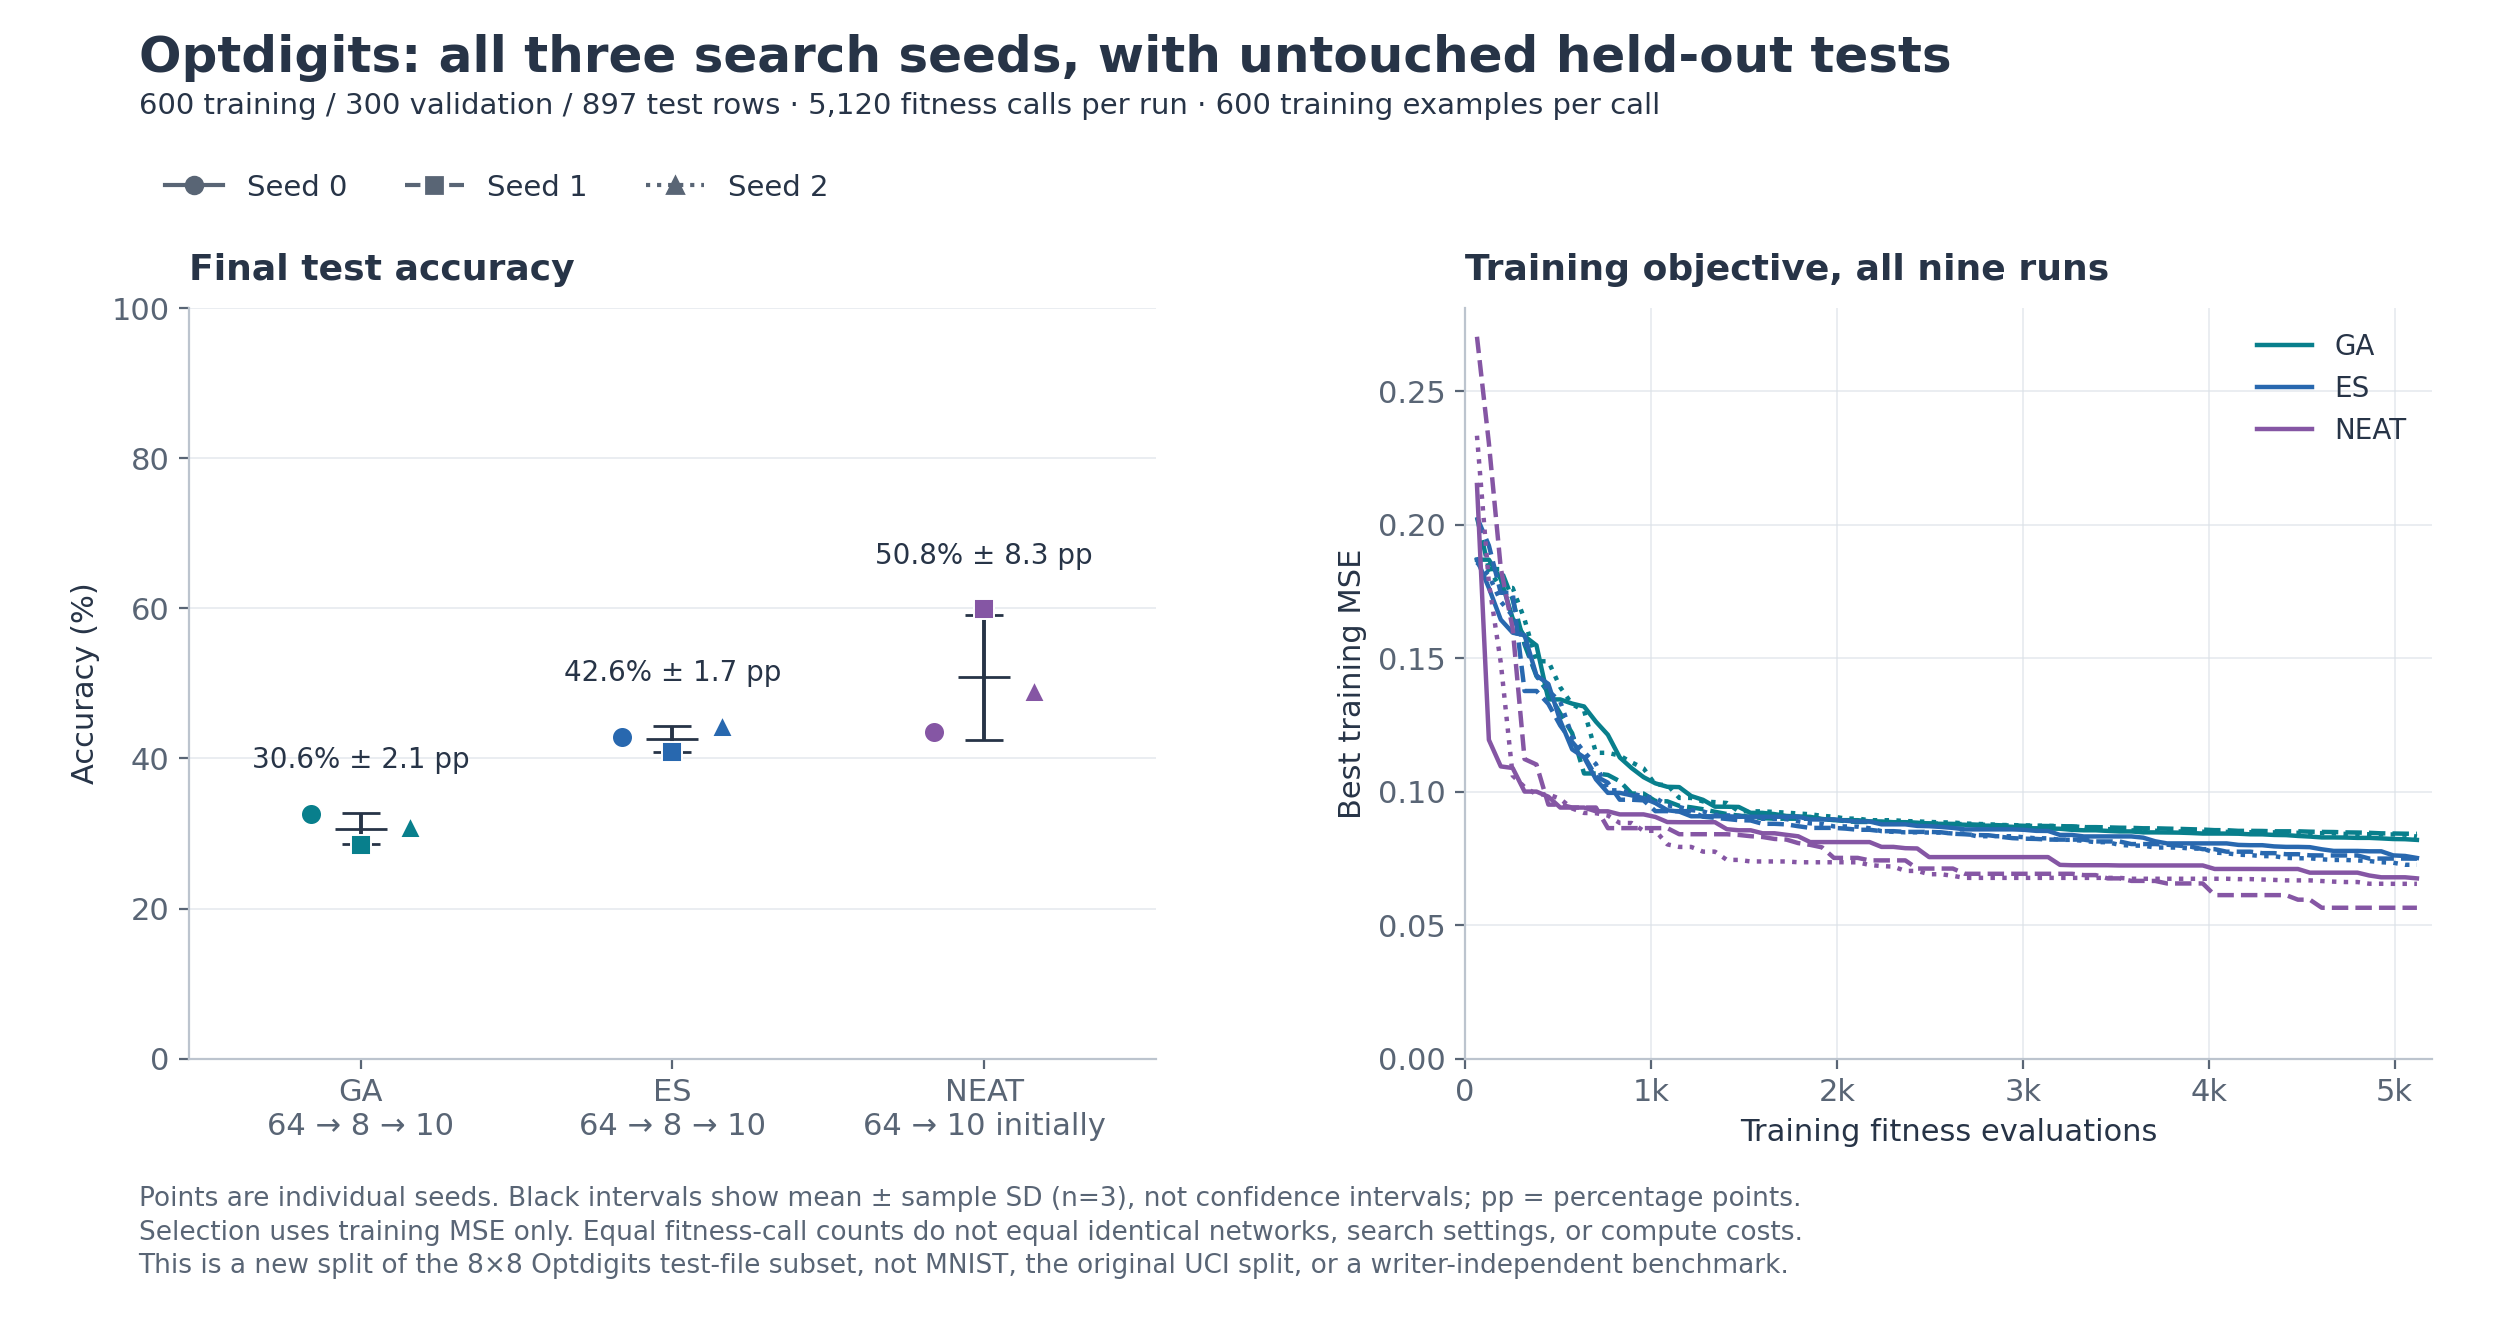 Optdigits: all three search seeds, with untouched held-out tests
600 training / 300 validation / 897 test rows · 5,120 fitness calls per run · 600 training examples per call
Seed 0
Seed 1
Seed 2
Final test accuracy
100
80
60
40
20
0
Accuracy (%)
30.6% ± 2.1 pp
42.6% ± 1.7 pp
50.8% ± 8.3 pp
GA
64 → 8 → 10
ES
64 → 8 → 10
NEAT
64 → 10 initially
Training objective, all nine runs
GA
ES
NEAT
0.25
0.20
0.15
0.10
0.05
0.00
Best training MSE
0
1k
2k
3k
4k
5k
Training fitness evaluations
Points are individual seeds. Black intervals show mean ± sample SD (n=3), not confidence intervals; pp = percentage points.
Selection uses training MSE only. Equal fitness-call counts do not equal identical networks, search settings, or compute costs.
This is a new split of the 8×8 Optdigits test-file subset, not MNIST, the original UCI split, or a writer-independent benchmark.